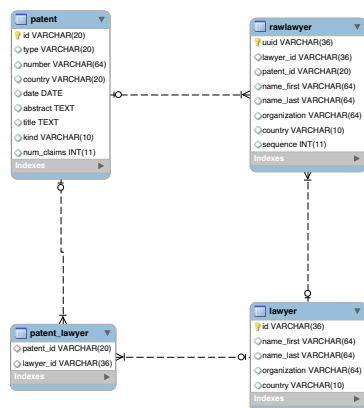 patent
id VARCHAR(20)
type VARCHAR(20)
number VARCHAR(64)
country VARCHAR(20)
date DATE
abstract TEXT
title TEXT
kind VARCHAR(10)
num_claims INT(11)
Indexes
rawlawyer
uuid VARCHAR(36)
lawyer_id VARCHAR(36)
patent_id VARCHAR(20)
name_first VARCHAR(64)
name_last VARCHAR(64)
organization VARCHAR(64)
country VARCHAR(10)
sequence INT(11)
Indexes
patent_lawyer
patent_id VARCHAR(20)
lawyer_id VARCHAR(36)
Indexes
lawyer
id VARCHAR(36)
name_first VARCHAR(64)
name_last VARCHAR(64)
organization VARCHAR(64)
country VARCHAR(10)
Indexes